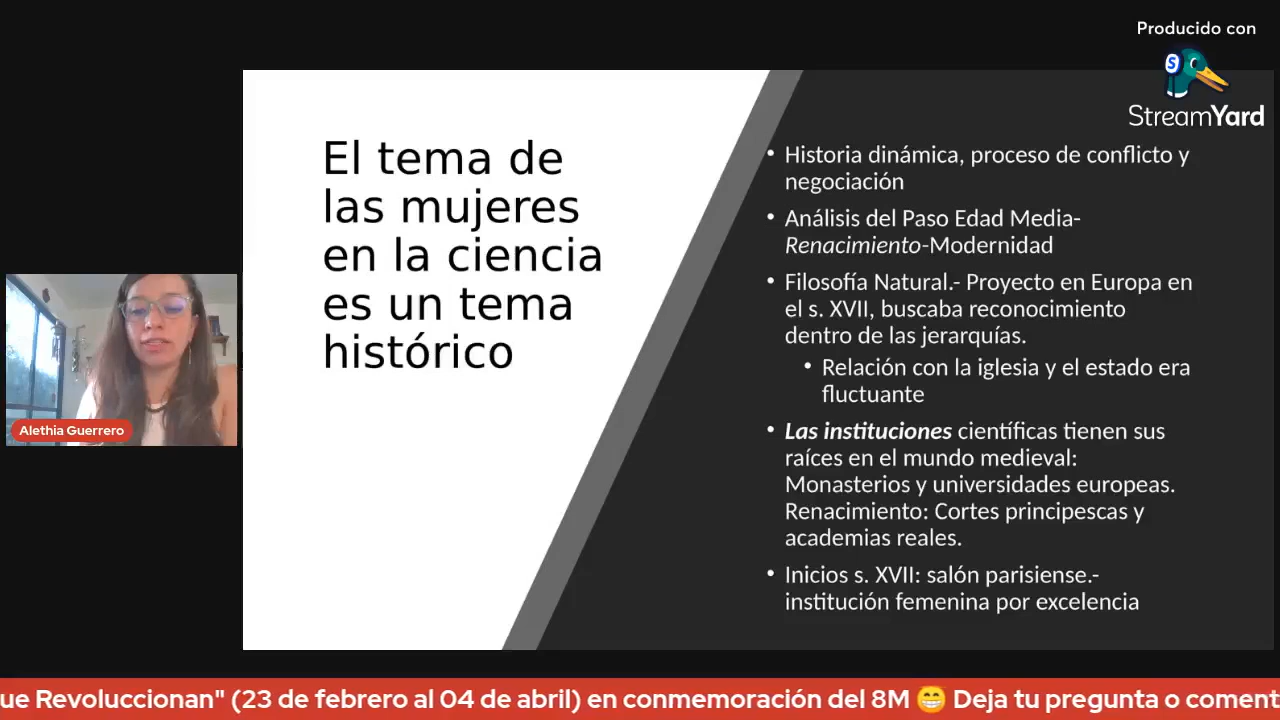 Producido con
StreamYard
El tema de
las mujeres
en la ciencia
es un tema
histórico
• Historia dinámica, proceso de conflicto y
negociación
• Análisis del Paso Edad Media-
Renacimiento-Modernidad
• Filosofía Natural.- Proyecto en Europa en
el s. XVII, buscaba reconocimiento
dentro de las jerarquías.
• Relación con la iglesia y el estado era
fluctuante
• Las instituciones científicas tienen sus
raíces en el mundo medieval:
Monasterios y universidades europeas.
Renacimiento: Cortes principescas y
academias reales.
• Inicios s. XVII: salón parisiense.-
institución femenina por excelencia
Alethia Guerrero
ue Revoluccionan" (23 de febrero al 04 de abril) en conmemoración del 8M 😁 Deja tu pregunta o coment